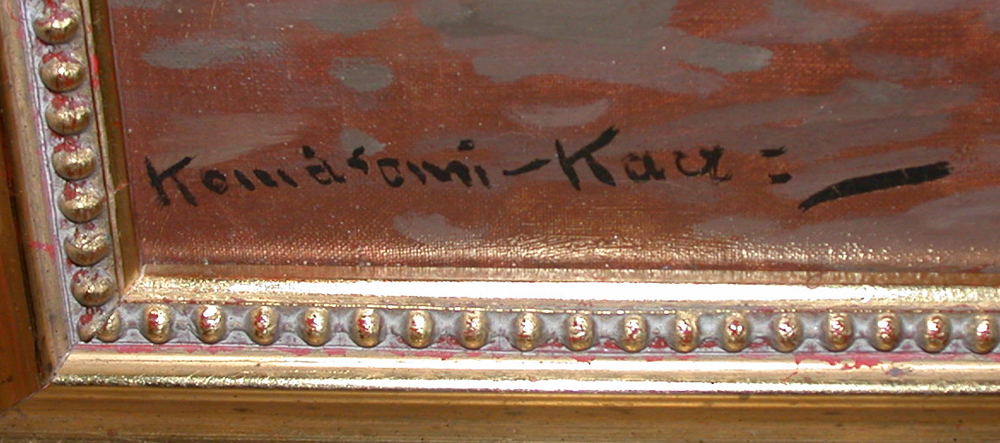 Komáromi-Kacz =